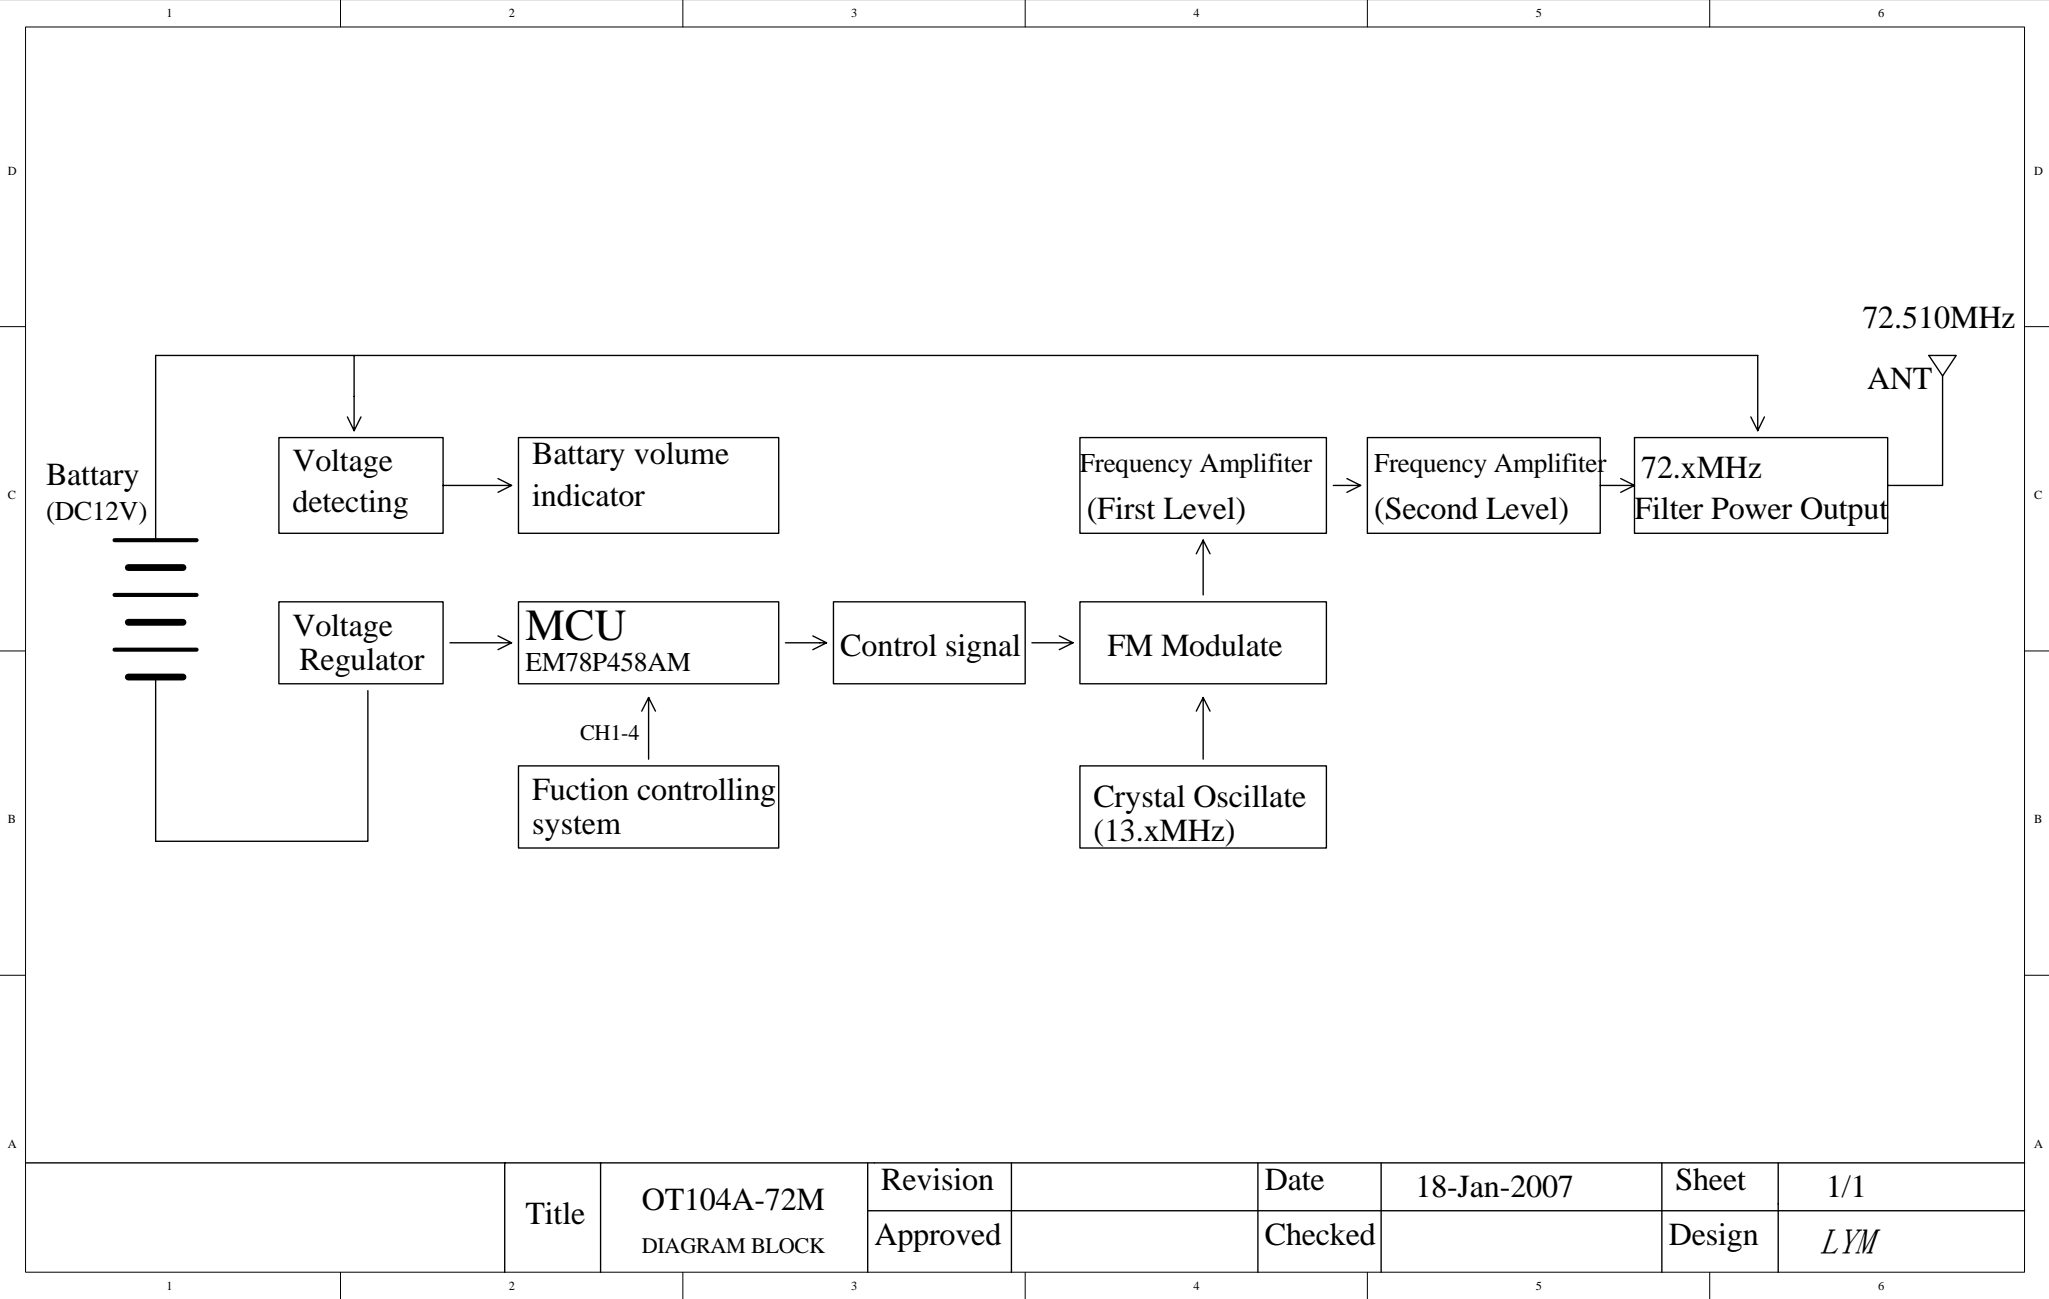 1 2 3 4 5 6
D D
72.510MHz
ANT
Battary
(DC12V)
C C
Voltage
detecting
Battary volume
indicator
Frequency Amplifiter
(First Level)
Frequency Amplifiter
(Second Level)
72.xMHz
Filter Power Output
Voltage
Regulator
MCU
EM78P458AM
Control signal
FM Modulate
CH1-4
Fuction controlling
system
Crystal Oscillate
(13.xMHz)
B B
A A
Title
OT104A-72M
DIAGRAM BLOCK
Revision
Approved
Date
18-Jan-2007
Checked
Sheet
1/1
Design
LYM
1 2 3 4 5 6